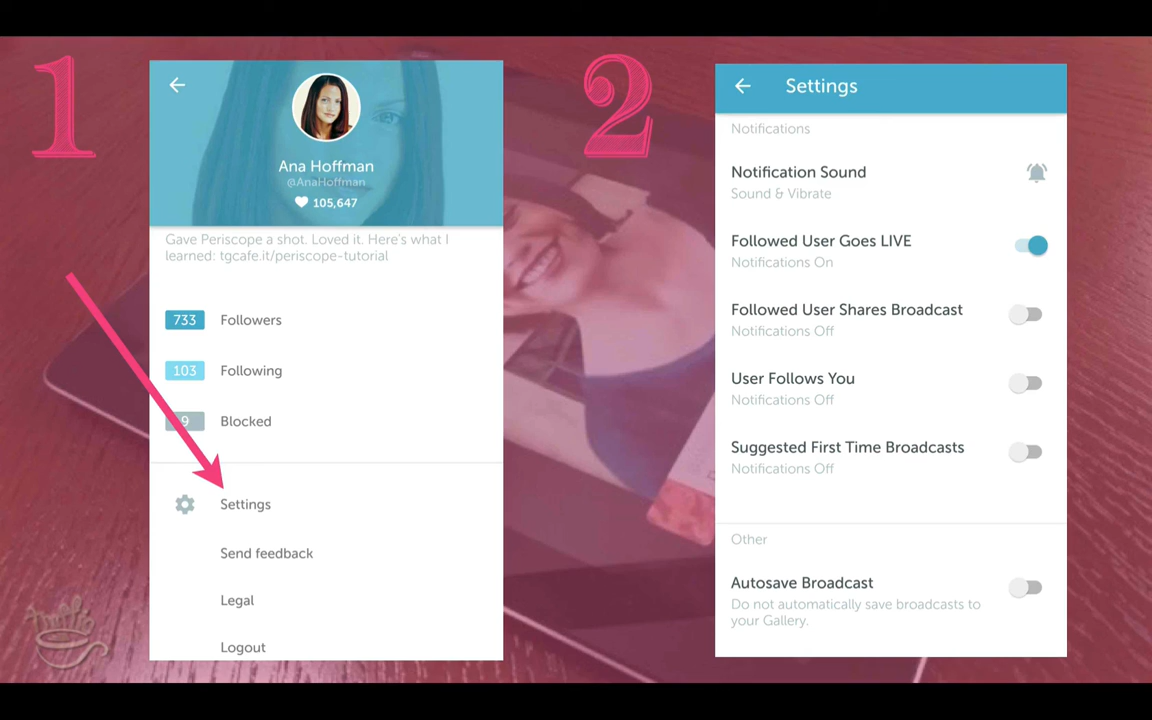 1
Ana Hoffman
@AnaHoffman
105,647
Gave Periscope a shot. Loved it. Here's what I
learned: tgcafe.it/periscope-tutorial
733 Followers
103 Following
9 Blocked
Settings
Send feedback
Legal
Logout
2
Settings
Notifications
Notification Sound
Sound & Vibrate
Followed User Goes LIVE
Notifications On
Followed User Shares Broadcast
Notifications Off
User Follows You
Notifications Off
Suggested First Time Broadcasts
Notifications Off
Other
Autosave Broadcast
Do not automatically save broadcasts to
your Gallery.
Traffic